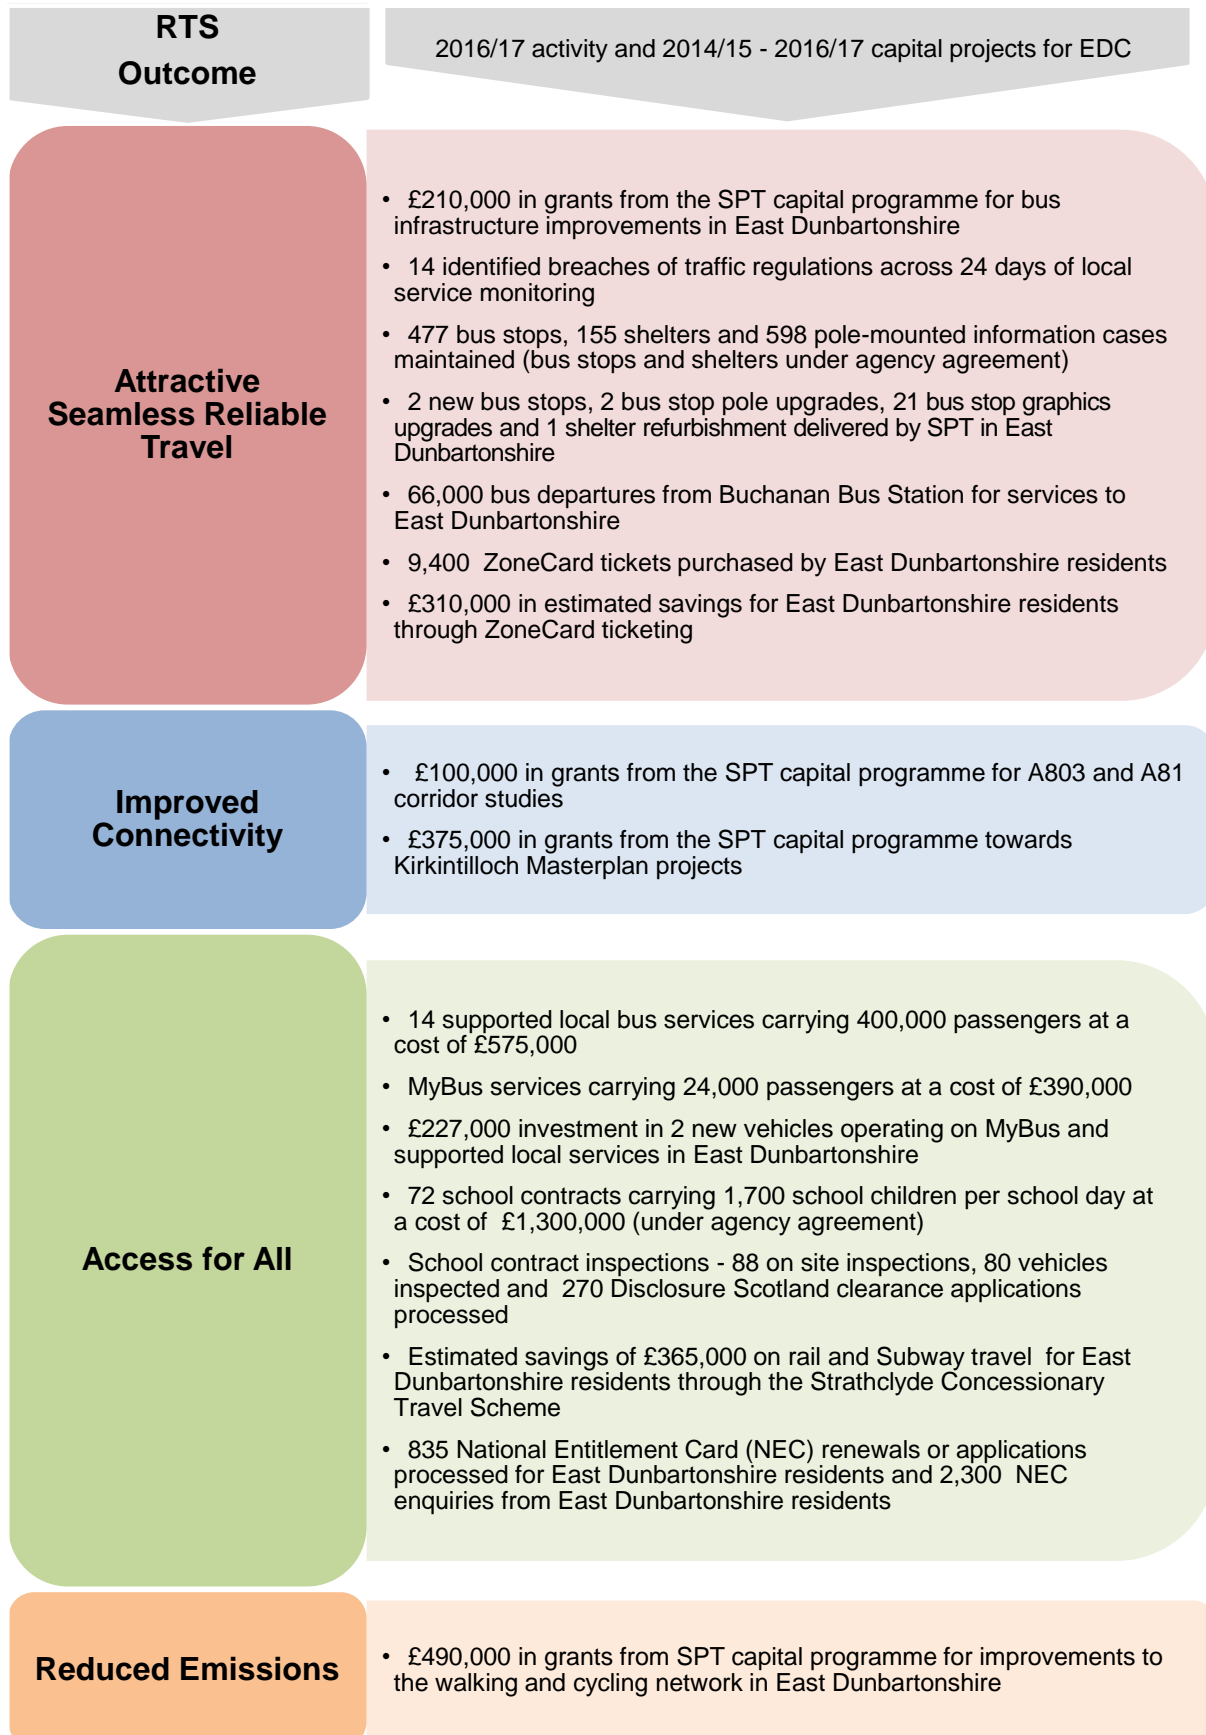 RTS
Outcome
2016/17 activity and 2014/15 - 2016/17 capital projects for EDC
Attractive
Seamless Reliable
Travel
• £210,000 in grants from the SPT capital programme for bus
infrastructure improvements in East Dunbartonshire
• 14 identified breaches of traffic regulations across 24 days of local
service monitoring
• 477 bus stops, 155 shelters and 598 pole-mounted information cases
maintained (bus stops and shelters under agency agreement)
• 2 new bus stops, 2 bus stop pole upgrades, 21 bus stop graphics
upgrades and 1 shelter refurbishment delivered by SPT in East
Dunbartonshire
• 66,000 bus departures from Buchanan Bus Station for services to
East Dunbartonshire
• 9,400 ZoneCard tickets purchased by East Dunbartonshire residents
• £310,000 in estimated savings for East Dunbartonshire residents
through ZoneCard ticketing
Improved
Connectivity
• £100,000 in grants from the SPT capital programme for A803 and A81
corridor studies
• £375,000 in grants from the SPT capital programme towards
Kirkintilloch Masterplan projects
Access for All
• 14 supported local bus services carrying 400,000 passengers at a
cost of £575,000
• MyBus services carrying 24,000 passengers at a cost of £390,000
• £227,000 investment in 2 new vehicles operating on MyBus and
supported local services in East Dunbartonshire
• 72 school contracts carrying 1,700 school children per school day at
a cost of £1,300,000 (under agency agreement)
• School contract inspections - 88 on site inspections, 80 vehicles
inspected and 270 Disclosure Scotland clearance applications
processed
• Estimated savings of £365,000 on rail and Subway travel for East
Dunbartonshire residents through the Strathclyde Concessionary
Travel Scheme
• 835 National Entitlement Card (NEC) renewals or applications
processed for East Dunbartonshire residents and 2,300 NEC
enquiries from East Dunbartonshire residents
Reduced Emissions
• £490,000 in grants from SPT capital programme for improvements to
the walking and cycling network in East Dunbartonshire